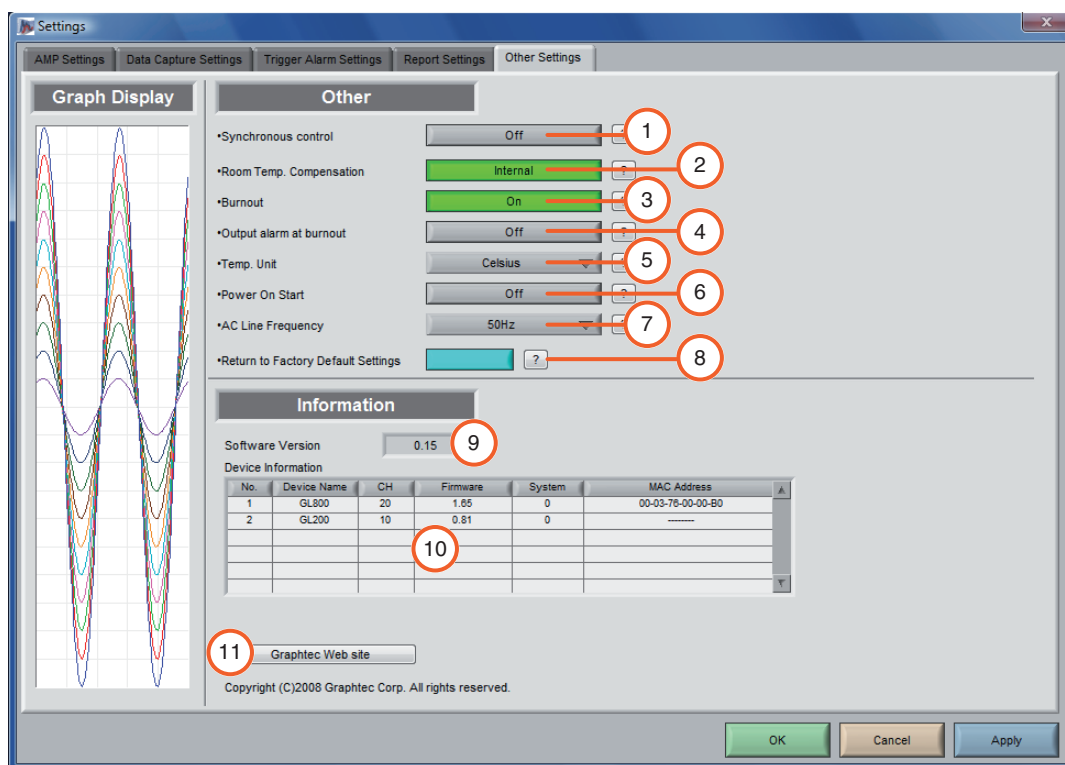 Settings
x
AMP Settings Data Capture Settings Trigger Alarm Settings Report Settings Other Settings
Graph Display
Other
•Synchronous control Off 1
•Room Temp. Compensation Internal ? 2
•Burnout On 3
•Output alarm at burnout Off ? 4
•Temp. Unit Celsius 5
•Power On Start Off ? 6
•AC Line Frequency 50Hz 7
•Return to Factory Default Settings ? 8
Information
Software Version 0.15 9
Device Information
No. Device Name CH Firmware System MAC Address
1 GL800 20 1.65 0 00-03-76-00-00-B0
2 GL200 10 0.81 0 --------
10
11 Graphtec Web site
Copyright (C)2008 Graphtec Corp. All rights reserved.
OK Cancel Apply